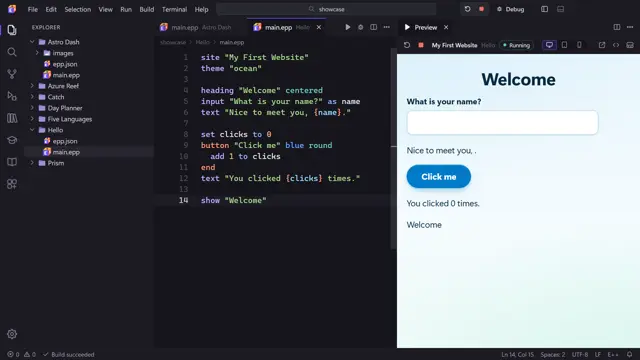 File Edit Selection View Run Build Terminal Help
showcase
Debug
EXPLORER
Astro Dash
images
epp.json
main.epp
Azure Reef
Catch
Day Planner
Five Languages
Hello
epp.json
main.epp
Prism
main.epp Astro Dash
main.epp Hello
showcase › Hello › main.epp
1 site "My First Website"
2 theme "ocean"
3
4 heading "Welcome" centered
5 input "What is your name?" as name
6 text "Nice to meet you, {name}."
7
8 set clicks to 0
9 button "Click me" blue round
10 add 1 to clicks
11 end
12 text "You clicked {clicks} times."
13
14 show "Welcome"
Preview
My First Website Hello Running
Welcome
What is your name?
Nice to meet you, .
Click me
You clicked 0 times.
Welcome
0 0 Build succeeded
Ln 14, Col 15 Spaces: 2 UTF-8 LF E++